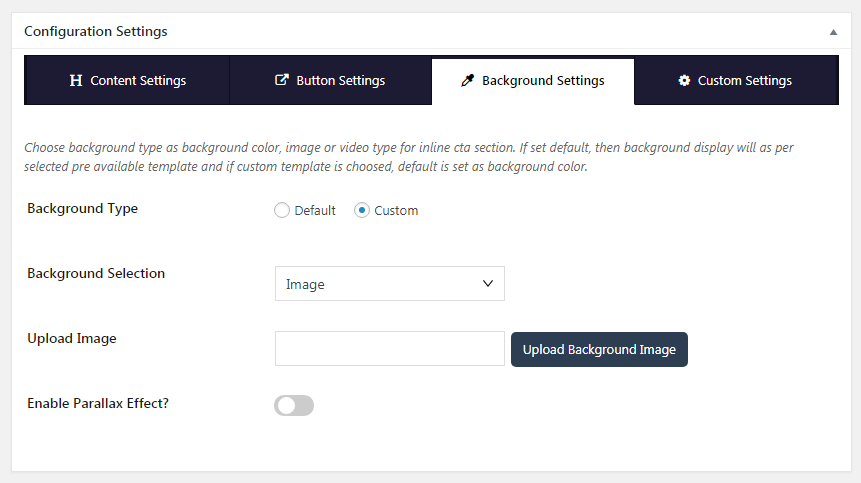 Configuration Settings
Content Settings
Button Settings
Background Settings
Custom Settings
Choose background type as background color, image or video type for inline cta section. If set default, then background display will as per
selected pre available template and if custom template is choosed, default is set as background color.
Background Type
Default
Custom
Background Selection
Image
Upload Image
Upload Background Image
Enable Parallax Effect?